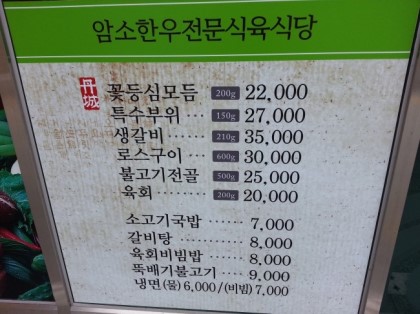 암소한우전문식육식당
丹城
꽃등심모듬 200g 22,000
특수부위 ···· 150g 27,000
생갈비 ······ 210g 35,000
로스구이 ···· 600g 30,000
불고기전골 500g 25,000
육회 ········· 200g 20,000
소고기국밥 ······· 7,000
갈비탕 ············ 8,000
육회비빔밥 ······· 8,000
뚝배기불고기 ···· 9,000
냉면(물) 6,000/(비빔) 7,000